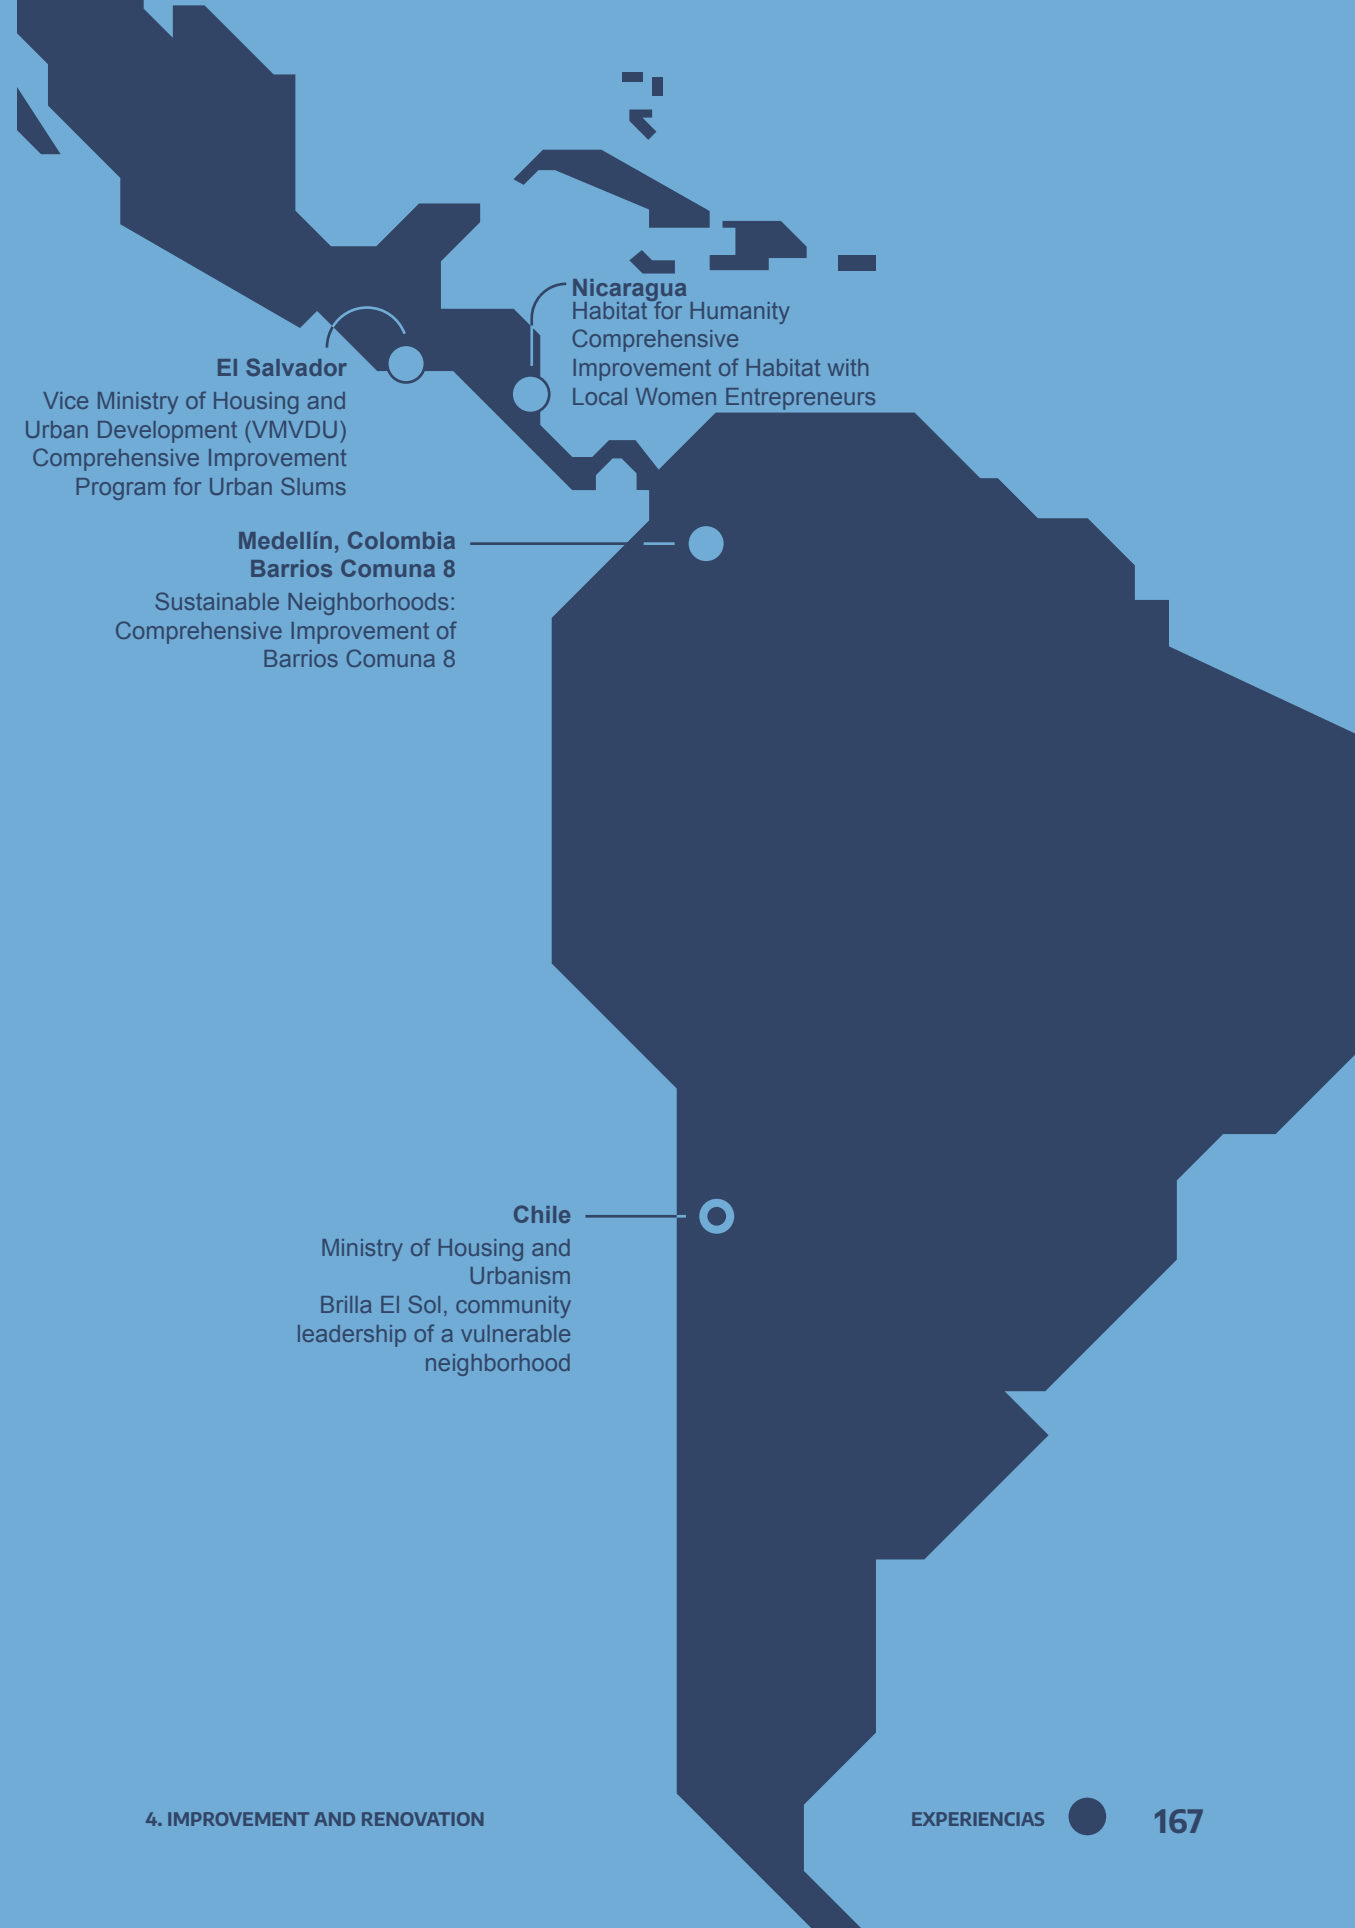 Nicaragua
Habitat for Humanity
Comprehensive
Improvement of Habitat with
Local Women Entrepreneurs
El Salvador
Vice Ministry of Housing and
Urban Development (VMVDU)
Comprehensive Improvement
Program for Urban Slums
Medellín, Colombia
Barrios Comuna 8
Sustainable Neighborhoods:
Comprehensive Improvement of
Barrios Comuna 8
Chile
Ministry of Housing and
Urbanism
Brilla El Sol, community
leadership of a vulnerable
neighborhood
4. IMPROVEMENT AND RENOVATION
EXPERIENCIAS
167